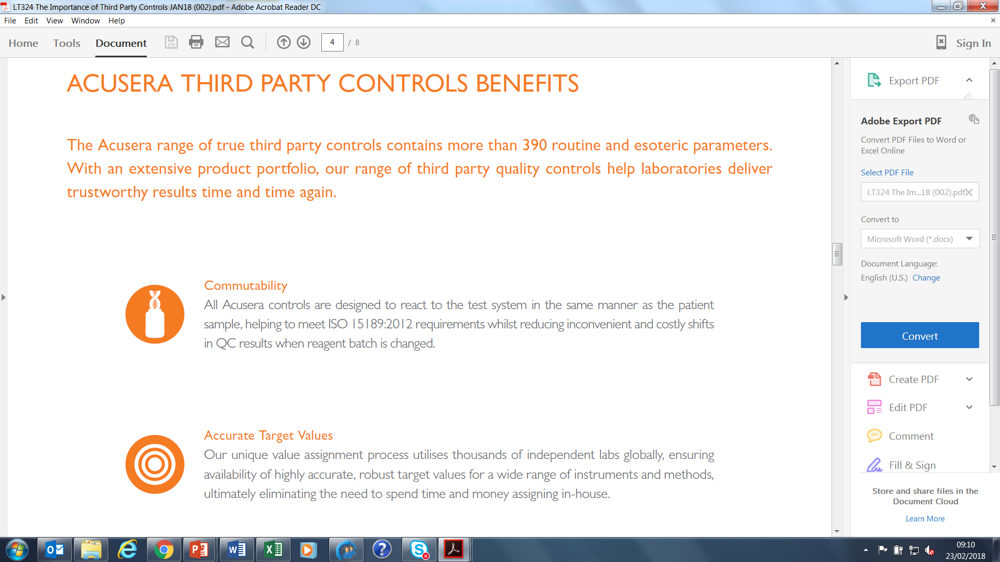 LT324 The Importance of Third Party Controls JAN18 (002).pdf - Adobe Acrobat Reader DC
File Edit View Window Help
Home Tools Document 4 / 8 Sign In
ACUSERA THIRD PARTY CONTROLS BENEFITS
The Acusera range of true third party controls contains more than 390 routine and esoteric parameters.
With an extensive product portfolio, our range of third party quality controls help laboratories deliver
trustworthy results time and time again.
Commutability
All Acusera controls are designed to react to the test system in the same manner as the patient
sample, helping to meet ISO 15189:2012 requirements whilst reducing inconvenient and costly shifts
in QC results when reagent batch is changed.
Accurate Target Values
Our unique value assignment process utilises thousands of independent labs globally, ensuring
availability of highly accurate, robust target values for a wide range of instruments and methods,
ultimately eliminating the need to spend time and money assigning in-house.
Export PDF
Adobe Export PDF
Convert PDF Files to Word or
Excel Online
Select PDF File
LT324 The Im...18 (002).pdf
Convert to
Microsoft Word (*.docx)
Document Language:
English (U.S.) Change
Convert
Create PDF
Edit PDF
Comment
Fill & Sign
Store and share files in the
Document Cloud
Learn More
09:10
23/02/2018